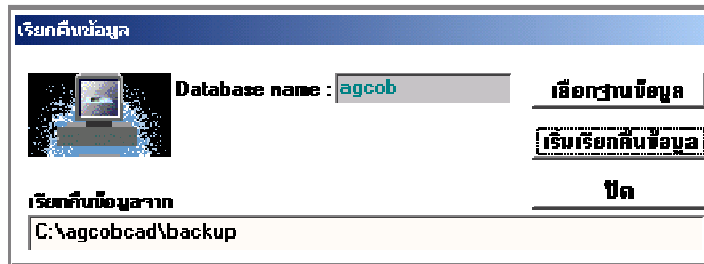 เรียกคืนข้อมูล
Database name : agcob
เลือกฐานข้อมูล
เริ่มเรียกคืนข้อมูล
ปิด
เรียกคืนข้อมูลจาก
C:\agcobcad\backup